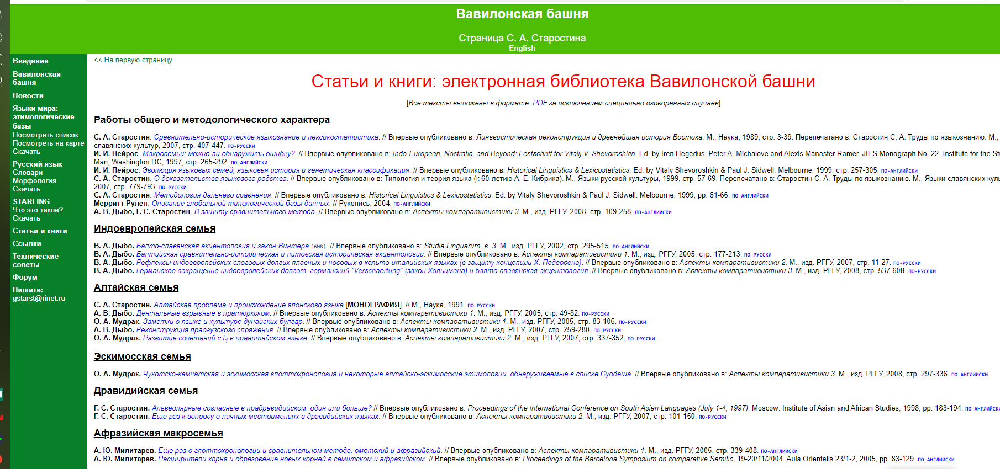 Вавилонская башня
Страница С. А. Старостина
English
Введение
Вавилонская
башня
Новости
Языки мира:
этимологические
базы
Посмотреть список
Посмотреть на карте
Скачать
Русский язык
Словари
Морфология
Скачать
STARLING
Что это такое?
Скачать
Статьи и книги
Ссылки
Технические
советы
Форум
Пишите:
gstarst@rinet.ru
<< На первую страницу
Статьи и книги: электронная библиотека Вавилонской башни
[Все тексты выложены в формате .PDF за исключением специально оговоренных случаев]
Работы общего и методологического характера
С. А. Старостин. Сравнительно-историческое языкознание и лексикостатистика. // Впервые опубликовано в: Лингвистическая реконструкция и древнейшая история Востока. М., Наука, 1989, стр. 3-39. Перепечатано в: Старостин С. А. Труды по языкознанию. М.,
славянских культур, 2007, стр. 407-447. по-русски
И. И. Пейрос. Макросемьи: можно ли обнаружить ошибку?. // Впервые опубликовано в: Indo-European, Nostratic, and Beyond: Festschrift for Vitalij V. Shevoroshkin. Ed. by Iren Hegedus, Peter A. Michalove and Alexis Manaster Ramer. JIES Monograph No. 22. Institute for the Stu
Man, Washington DC, 1997, стр. 265-292. по-английски
И. И. Пейрос. Эволюция языковых семей, языковая история и генетическая классификация. // Впервые опубликовано в: Historical Linguistics & Lexicostatistics. Ed. by Vitaly Shevoroshkin & Paul J. Sidwell. Melbourne, 1999, стр. 257-305. по-английски
С. А. Старостин. О доказательстве языкового родства. // Впервые опубликовано в: Типология и теория языка (к 60-летию А. Е. Кибрика). М., Языки русской культуры, 1999, стр. 57-69. Перепечатано в: Старостин С. А. Труды по языкознанию. М., Языки славянских куль
2007, стр. 779-793. по-русски
С. А. Старостин. Методология дальнего сравнения. // Впервые опубликовано в: Historical Linguistics & Lexicostatistics. Ed. by Vitaly Shevoroshkin & Paul J. Sidwell. Melbourne, 1999, pp. 61-66. по-английски
Мерритт Рулен. Описание глобальной типологической базы данных. // Рукопись, 2004. по-английски
А. В. Дыбо, Г. С. Старостин. В защиту сравнительного метода. // Впервые опубликовано в: Аспекты компаративистики 3. М., изд. РГГУ, 2008, стр. 109-258. по-английски
Индоевропейская семья
В. А. Дыбо. Балто-славянская акцентология и закон Винтера [6MB]. // Впервые опубликовано в: Studia Linguarum, в. 3. М., изд. РГГУ, 2002, стр. 295-515. по-английски
В. А. Дыбо. Балтийская сравнительно-историческая и литовская историческая акцентологии. // Впервые опубликовано в: Аспекты компаративистики 1. М., изд. РГГУ, 2005, стр. 177-213. по-русски
В. А. Дыбо. Рефлексы индоевропейских слоговых долгих плавных и носовых в кельто-италийских языках (в защиту концепции Х. Педерсена). // Впервые опубликовано в: Аспекты компаративистики 2. М., изд. РГГУ, 2007, стр. 11-27. по-русски
В. А. Дыбо. Германское сокращение индоевропейских долгот, германский "Verschaerfung" (закон Хольцмана) и балто-славянская акцентология. // Впервые опубликовано в: Аспекты компаративистики 3. М., изд. РГГУ, 2008, стр. 537-608. по-русски
Алтайская семья
С. А. Старостин. Алтайская проблема и происхождение японского языка [МОНОГРАФИЯ]. // М., Наука, 1991. по-русски
А. В. Дыбо. Дентальные взрывные в пратюркском. // Впервые опубликовано в: Аспекты компаративистики 1. М., изд. РГГУ, 2005, стр. 49-82. по-русски
О. А. Мудрак. Заметки о языке и культуре дунайских булгар. // Впервые опубликовано в: Аспекты компаративистики 1. М., изд. РГГУ, 2005, стр. 83-106. по-русски
А. В. Дыбо. Реконструкция праогузского спряжения. // Впервые опубликовано в: Аспекты компаративистики 2. М., изд. РГГУ, 2007, стр. 259-280. по-русски
О. А. Мудрак. Развитие сочетаний с l1 в праалтайском языке. // Впервые опубликовано в: Аспекты компаративистики 2. М., изд. РГГУ, 2007, стр. 337-352. по-русски
Эскимосская семья
О. А. Мудрак. Чукотско-камчатская и эскимосская глоттохронология и некоторые алтайско-эскимосские этимологии, обнаруживаемые в списке Суодеша. // Впервые опубликовано в: Аспекты компаративистики 3. М., изд. РГГУ, 2008, стр. 297-336. по-английски
Дравидийская семья
Г. С. Старостин. Альвеолярные согласные в прадравидийском: один или больше? // Впервые опубликовано в: Proceedings of the International Conference on South Asian Languages (July 1-4, 1997). Moscow: Institute of Asian and African Studies, 1998, pp. 183-194. по-английски
Г. С. Старостин. Еще раз к вопросу о личных местоимениях в дравидийских языках. // Впервые опубликовано в: Аспекты компаративистики 2. М., изд. РГГУ, 2007, стр. 101-150. по-русски
Афразийская макросемья
А. Ю. Милитарев. Еще раз о глоттохронологии и сравнительном методе: омотский и афразийский. // Впервые опубликовано в: Аспекты компаративистики 1. М., изд. РГГУ, 2005, стр. 339-408. по-английски
А. Ю. Милитарев. Расширители корня и образование новых корней в семитском и афразийском. // Впервые опубликовано в: Proceedings of the Barcelona Symposium on comparative Semitic, 19-20/11/2004. Aula Orientalis 23/1-2, 2005, pp. 83-129. по-английски